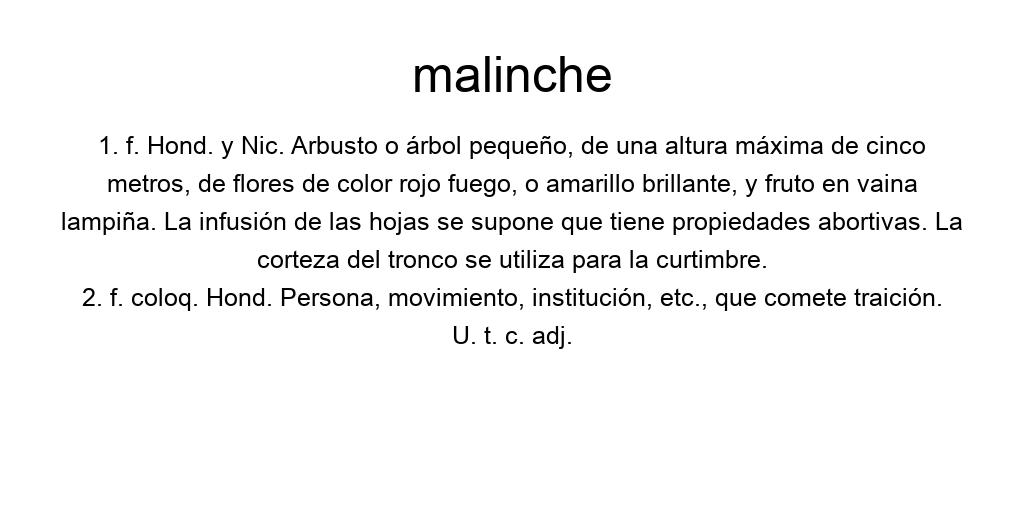 malinche
1. f. Hond. y Nic. Arbusto o árbol pequeño, de una altura máxima de cinco
metros, de flores de color rojo fuego, o amarillo brillante, y fruto en vaina
lampiña. La infusión de las hojas se supone que tiene propiedades abortivas. La
corteza del tronco se utiliza para la curtimbre.
2. f. coloq. Hond. Persona, movimiento, institución, etc., que comete traición.
U. t. c. adj.